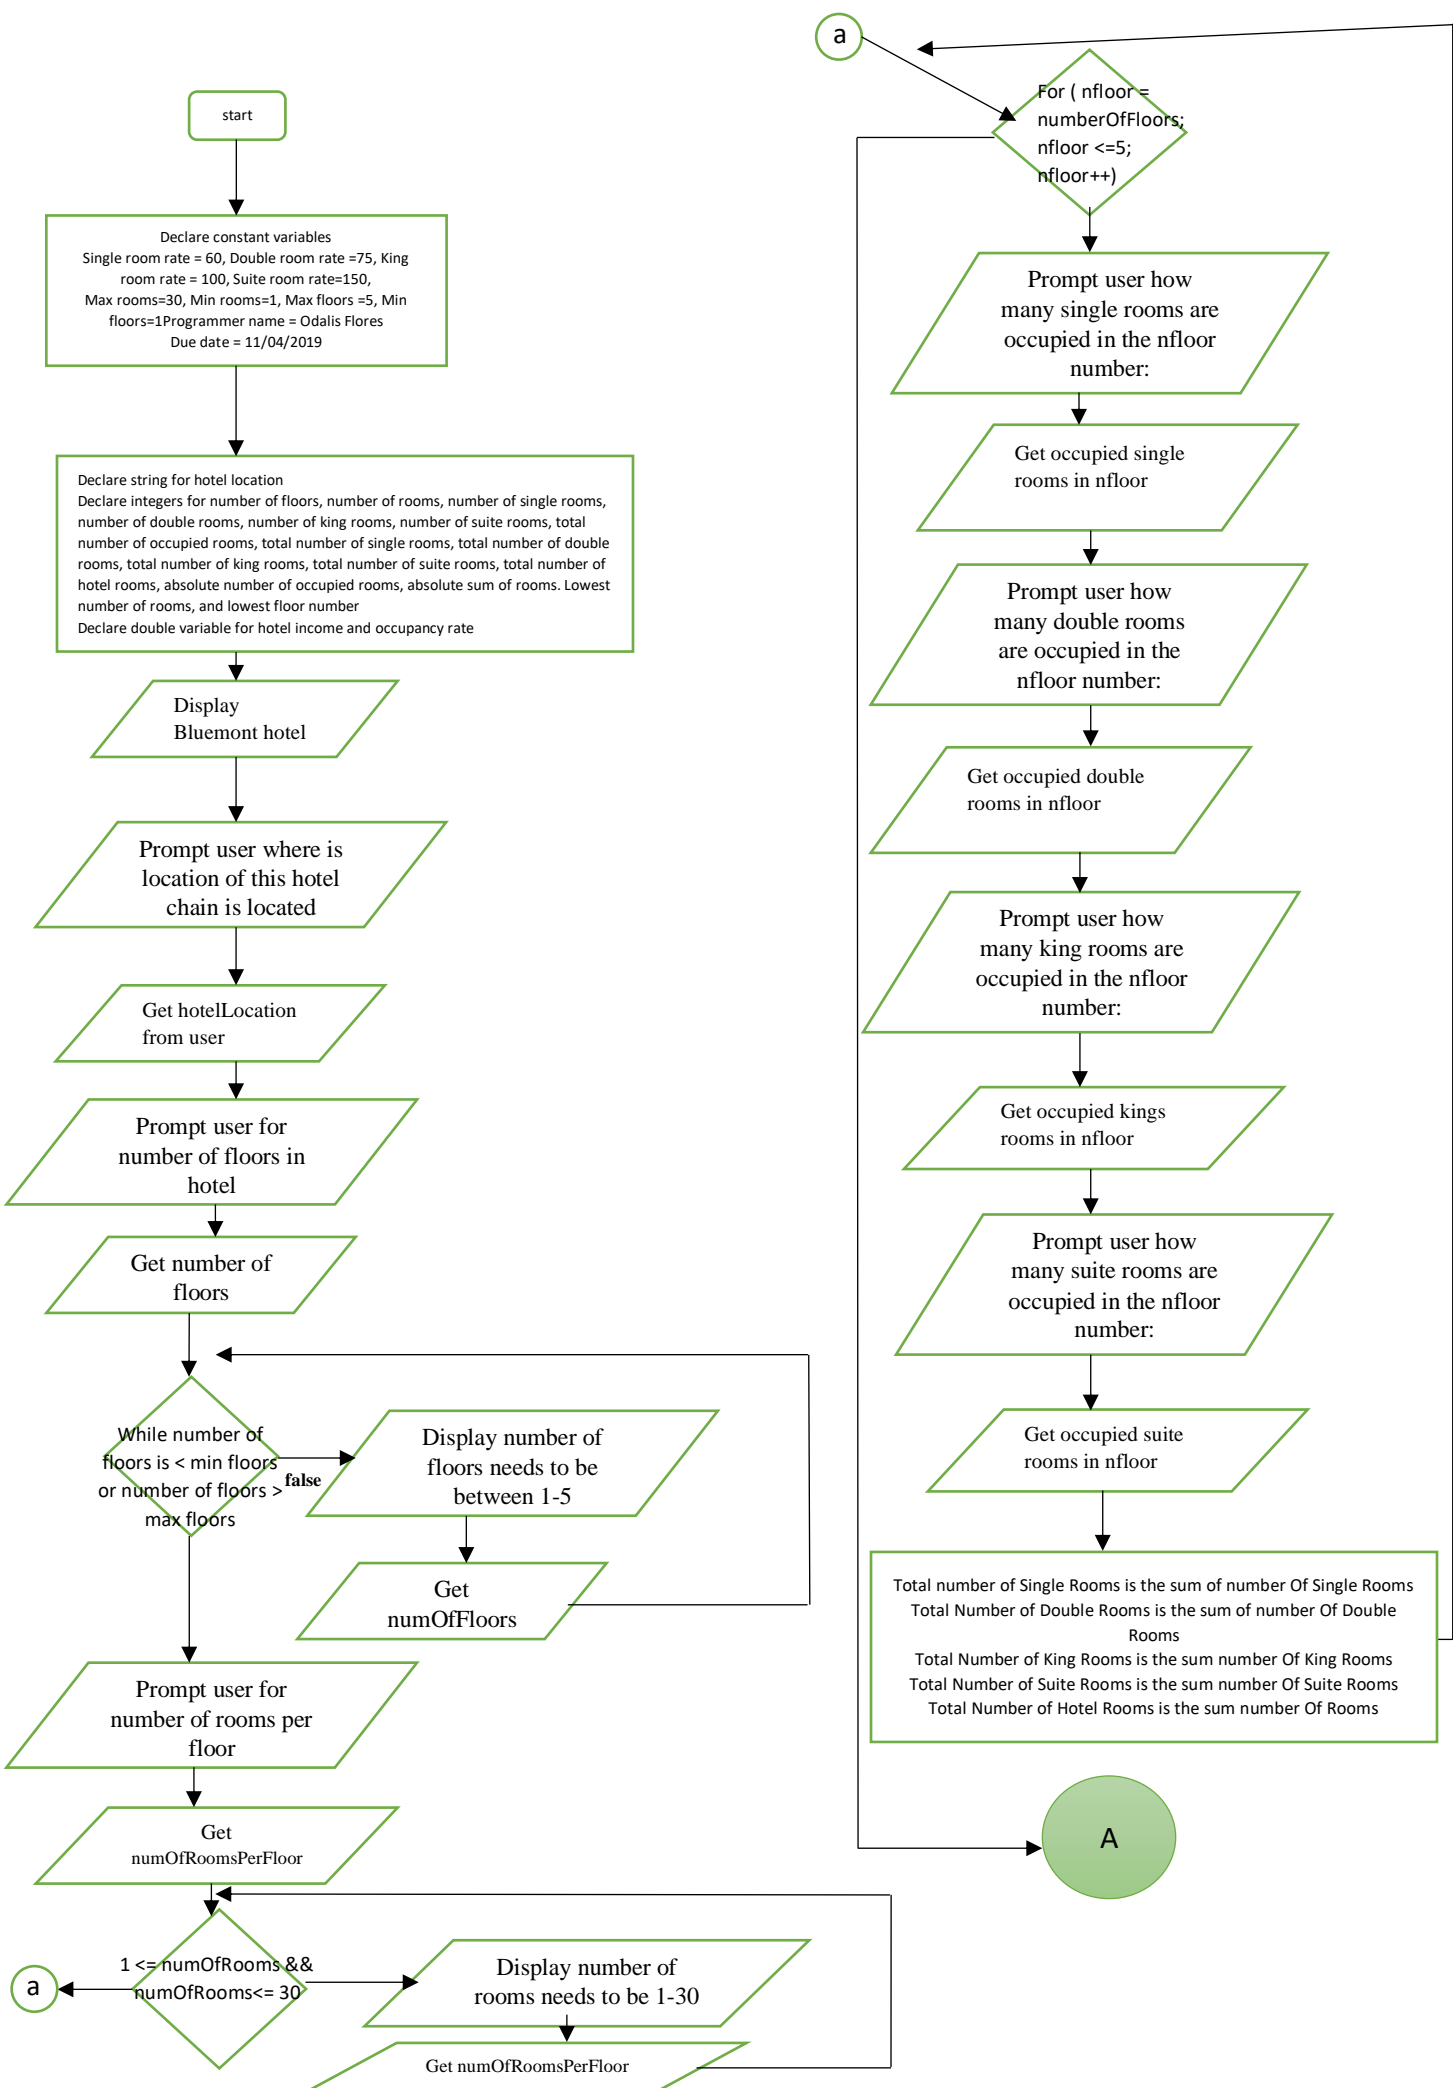 start
Declare constant variables
Single room rate = 60, Double room rate =75, King
room rate = 100, Suite room rate=150,
Max rooms=30, Min rooms=1, Max floors =5, Min
floors=1Programmer name = Odalis Flores
Due date = 11/04/2019
Declare string for hotel location
Declare integers for number of floors, number of rooms, number of single rooms,
number of double rooms, number of king rooms, number of suite rooms, total
number of occupied rooms, total number of single rooms, total number of double
rooms, total number of king rooms, total number of suite rooms, total number of
hotel rooms, absolute number of occupied rooms, absolute sum of rooms. Lowest
number of rooms, and lowest floor number
Declare double variable for hotel income and occupancy rate
Display
Bluemont hotel
Prompt user where is
location of this hotel
chain is located
Get hotelLocation
from user
Prompt user for
number of floors in
hotel
Get number of
floors
While number of
floors is < min floors
or number of floors >
max floors
false
Display number of
floors needs to be
between 1-5
Get
numOfFloors
Prompt user for
number of rooms per
floor
Get
numOfRoomsPerFloor
1 <= numOfRooms &&
numOfRooms<= 30
a
Display number of
rooms needs to be 1-30
Get numOfRoomsPerFloor
a
For ( nfloor =
numberOfFloors;
nfloor <=5;
nfloor++)
Prompt user how
many single rooms are
occupied in the nfloor
number:
Get occupied single
rooms in nfloor
Prompt user how
many double rooms
are occupied in the
nfloor number:
Get occupied double
rooms in nfloor
Prompt user how
many king rooms are
occupied in the nfloor
number:
Get occupied kings
rooms in nfloor
Prompt user how
many suite rooms are
occupied in the nfloor
number:
Get occupied suite
rooms in nfloor
Total number of Single Rooms is the sum of number Of Single Rooms
Total Number of Double Rooms is the sum of number Of Double
Rooms
Total Number of King Rooms is the sum number Of King Rooms
Total Number of Suite Rooms is the sum number Of Suite Rooms
Total Number of Hotel Rooms is the sum number Of Rooms
A